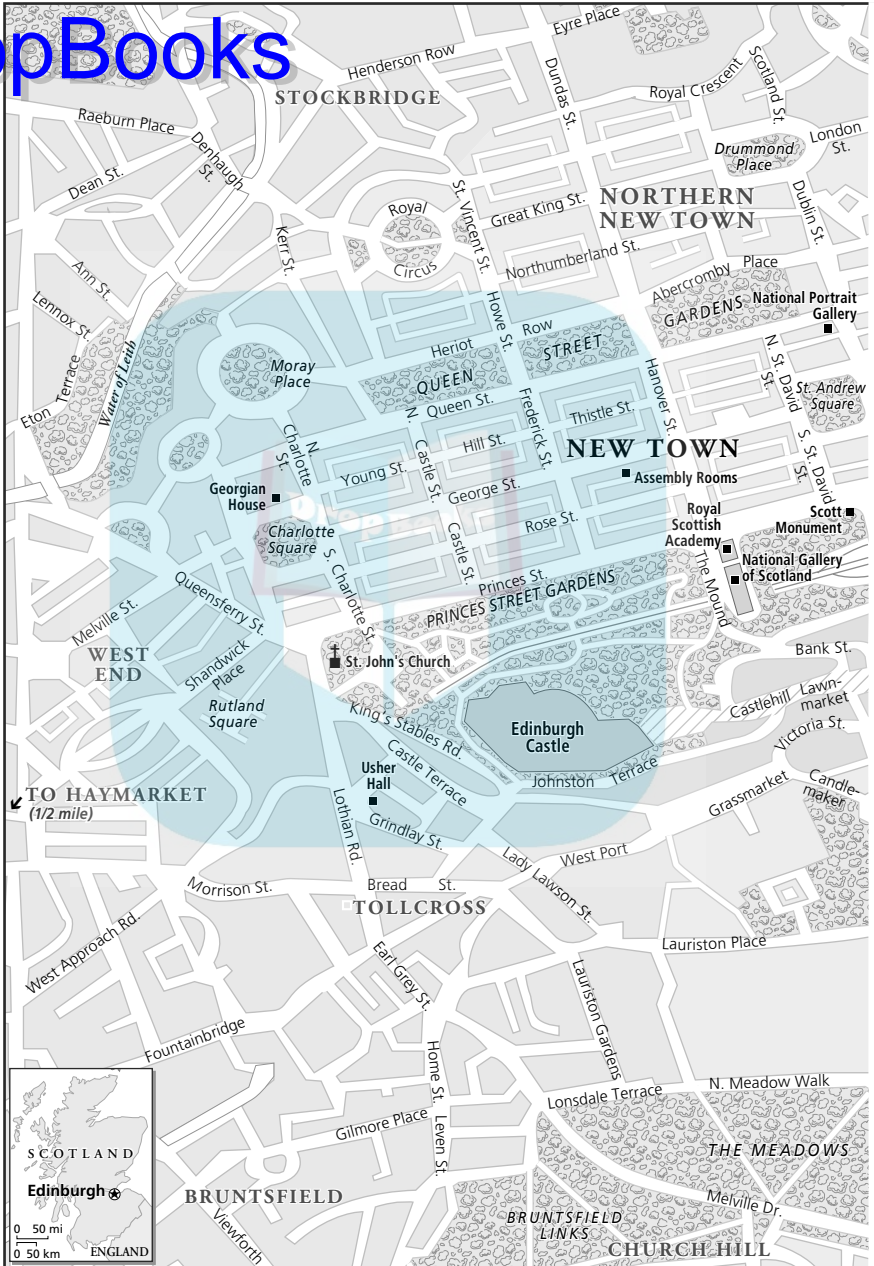 opBooks
Eyre Place
Henderson Row
STOCKBRIDGE
Dundas St.
Royal Crescent
Scotland St.
Raeburn Place
Denhaugh
St.
Dean St.
Drummond
Place
London
St.
NORTHERN
NEW TOWN
Dublin St.
Royal
Circus
St. Vincent St.
Great King St.
Kerr St.
Northumberland St.
Ann St.
Abercromby Place
GARDENS
National Portrait
Gallery
Lennox St.
Howe St.
Heriot Row
QUEEN
STREET
Water of Leith
Moray
Place
Eton Terrace
Queen St.
Hanover St.
N. St. David
St.
St. Andrew
Square
N.
Charlotte
St.
N.
Castle St.
Frederick St.
Thistle St.
Hill St.
NEW TOWN
Young St.
George St.
Assembly Rooms
S. St. David
St.
Georgian
House
DropBooks
Charlotte
Square
Castle St.
Rose St.
Royal
Scottish
Academy
Scott
Monument
S. Charlotte St.
Princes St.
PRINCES STREET GARDENS
The Mound
National Gallery
of Scotland
Queensferry St.
Melville St.
WEST
END
Shandwick
Place
St. John's Church
Bank St.
Rutland
Square
King's Stables Rd.
Edinburgh
Castle
Castlehill
Lawn-
market
Victoria St.
Castle Terrace
Usher
Hall
Johnston Terrace
Grassmarket
Candle-
maker
TO HAYMARKET
(1/2 mile)
Lothian Rd.
Grindlay St.
Lady Lawson St.
West Port
Morrison St.
Bread St.
TOLLCROSS
West Approach Rd.
Lauriston Place
Earl Grey St.
Lauriston Gardens
Fountainbridge
Home St.
Lonsdale Terrace
N. Meadow Walk
Gilmore Place
Leven St.
THE MEADOWS
SCOTLAND
Edinburgh
BRUNTSFIELD
Viewforth
Melville Dr.
BRUNTSFIELD
LINKS
CHURCH HILL
0 50 mi
0 50 km
ENGLAND